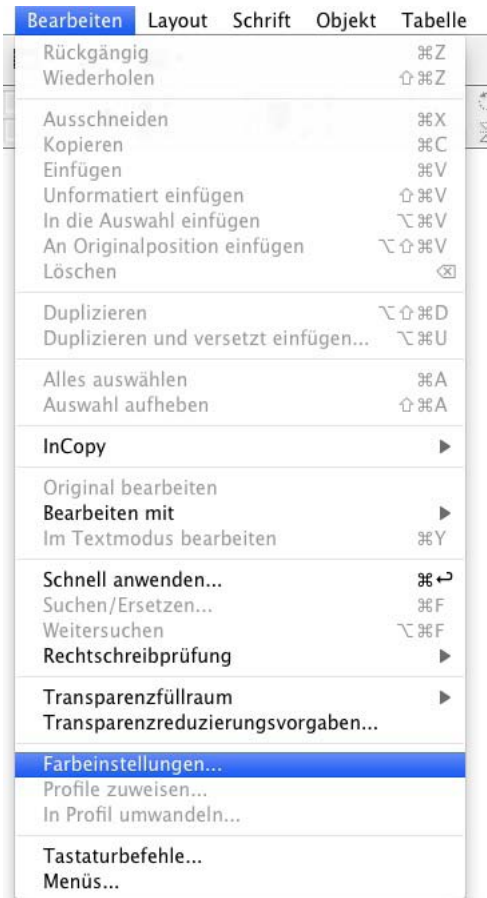 Bearbeiten Layout Schrift Objekt Tabelle
Rückgängig ⌘Z
Wiederholen ⇧⌘Z
Ausschneiden ⌘X
Kopieren ⌘C
Einfügen ⌘V
Unformatiert einfügen ⇧⌘V
In die Auswahl einfügen ⌥⌘V
An Originalposition einfügen ⌥⇧⌘V
Löschen ⌫
Duplizieren ⌥⇧⌘D
Duplizieren und versetzt einfügen... ⌥⌘U
Alles auswählen ⌘A
Auswahl aufheben ⇧⌘A
InCopy ▶
Original bearbeiten
Bearbeiten mit ▶
Im Textmodus bearbeiten ⌘Y
Schnell anwenden... ⌘↩
Suchen/Ersetzen... ⌘F
Weitersuchen ⌥⌘F
Rechtschreibprüfung ▶
Transparenzfüllraum ▶
Transparenzreduzierungsvorgaben...
Farbeinstellungen...
Profile zuweisen...
In Profil umwandeln...
Tastaturbefehle...
Menüs...